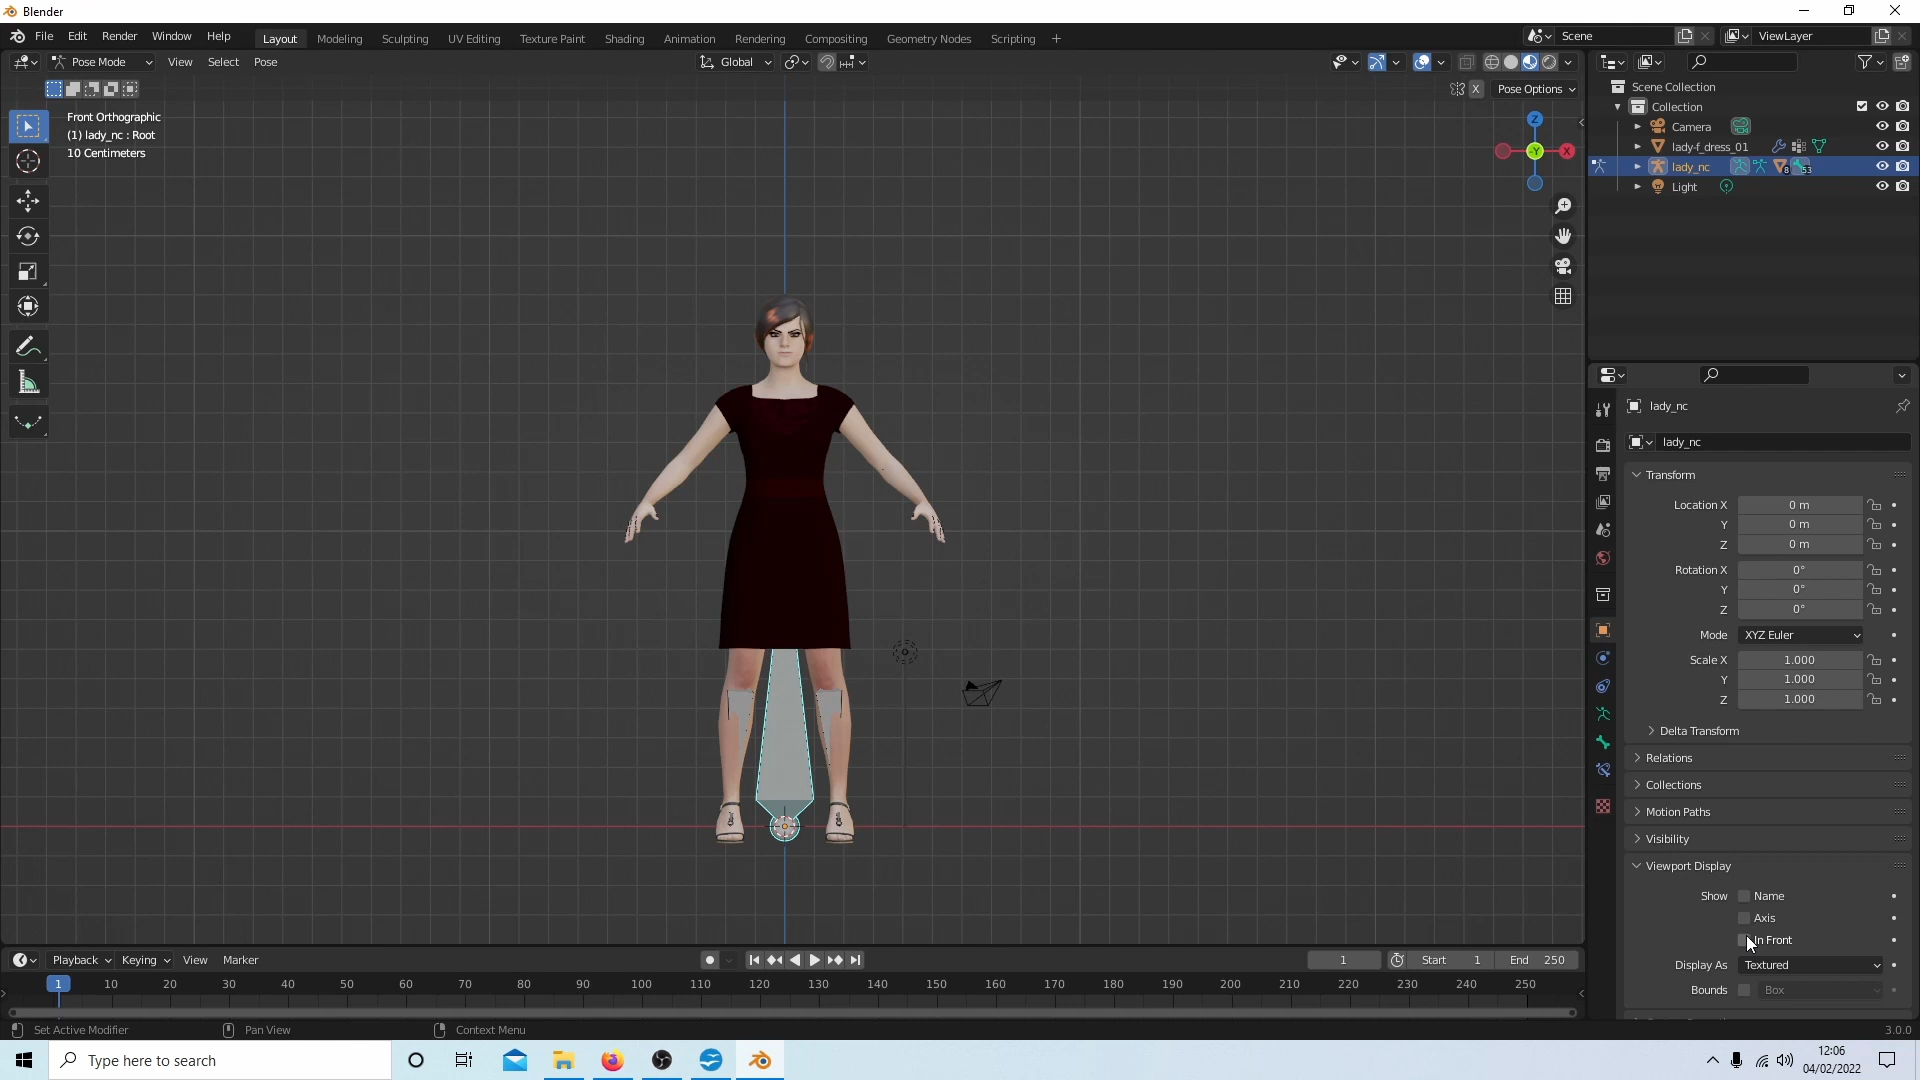 Blender
File Edit Render Window Help
Layout Modeling Sculpting UV Editing Texture Paint Shading Animation Rendering Compositing Geometry Nodes Scripting +
Scene
ViewLayer
Pose Mode View Select Pose
Global
X Pose Options
Front Orthographic
(1) lady_nc : Root
10 Centimeters
Z
-Y
X
Scene Collection
Collection
Camera
lady-f_dress_01
lady_nc 8 53
Light
lady_nc
lady_nc
Transform
Location X 0 m
Y 0 m
Z 0 m
Rotation X 0°
Y 0°
Z 0°
Mode XYZ Euler
Scale X 1.000
Y 1.000
Z 1.000
Delta Transform
Relations
Collections
Motion Paths
Visibility
Viewport Display
Show Name
Axis
In Front
Display As Textured
Bounds Box
Playback Keying View Marker
1 Start 1 End 250
1 10 20 30 40 50 60 70 80 90 100 110 120 130 140 150 160 170 180 190 200 210 220 230 240 250
Set Active Modifier Pan View Context Menu 3.0.0
Type here to search
12:06
04/02/2022